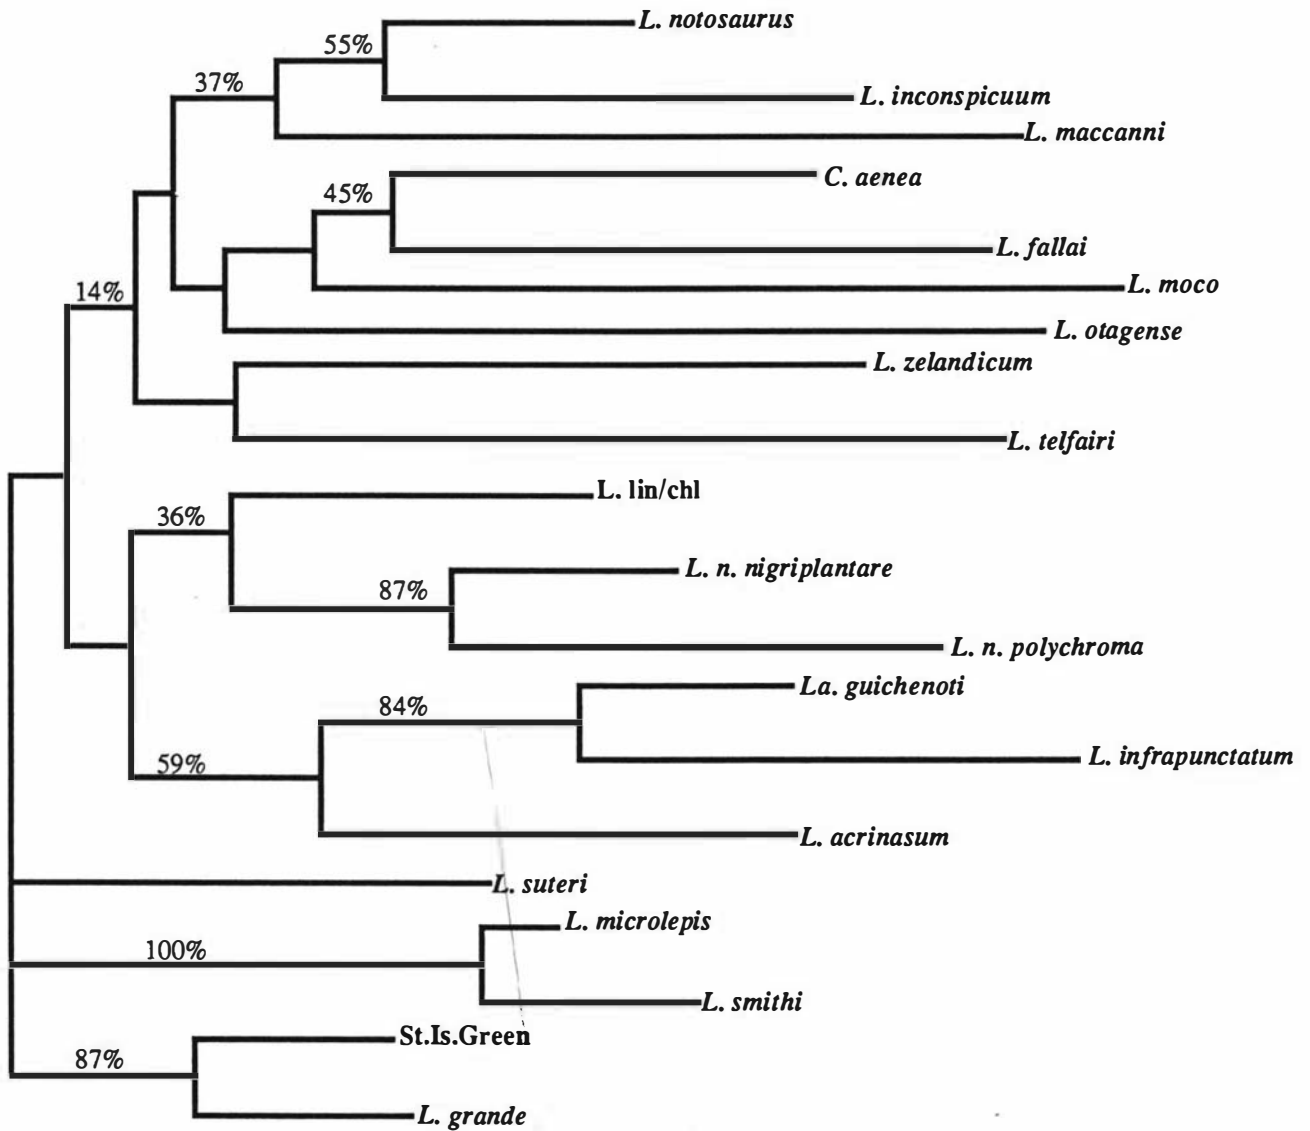 L. notosaurus
55%
37%
L. inconspicuum
L. maccanni
C. aenea
45%
L. fallai
L. moco
14%
L. otagense
L. zelandicum
L. telfairi
L. lin/chl
36%
L. n. nigriplantare
87%
L. n. polychroma
La. guichenoti
84%
L. infrapunctatum
59%
L. acrinasum
L. suteri
L. microlepis
100%
L. smithi
St.Is.Green
87%
L. grande